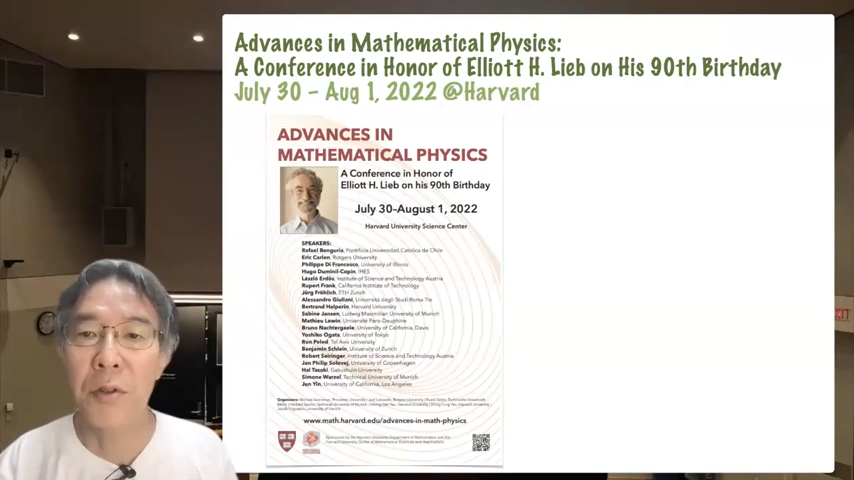 Advances in Mathematical Physics:
A Conference in Honor of Elliott H. Lieb on His 90th Birthday
July 30 – Aug 1, 2022 @Harvard
ADVANCES IN
MATHEMATICAL PHYSICS
A Conference in Honor of
Elliott H. Lieb on his 90th Birthday
July 30-August 1, 2022
Harvard University Science Center
SPEAKERS:
Rafael Benguria, Pontificia Universidad Catolica de Chile
Eric Carlen, Rutgers University
Philippe Di Francesco, University of Illinois
Hugo Duminil-Copin, IHES
László Erdős, Institute of Science and Technology Austria
Rupert Frank, California Institute of Technology
Jürg Fröhlich, ETH Zurich
Alessandro Giuliani, Università degli Studi Roma Tre
Bertrand Halperin, Harvard University
Sabine Jansen, Ludwig Maximilian University of Munich
Mathieu Lewin, Université Paris-Dauphine
Bruno Nachtergaele, University of California, Davis
Yoshiko Ogata, University of Tokyo
Ron Peled, Tel Aviv University
Benjamin Schlein, University of Zurich
Robert Seiringer, Institute of Science and Technology Austria
Jan Philip Solovej, University of Copenhagen
Hal Tasaki, Gakushuin University
Simone Warzel, Technical University of Munich
Jun Yin, University of California, Los Angeles
www.math.harvard.edu/advances-in-math-physics
EXIT